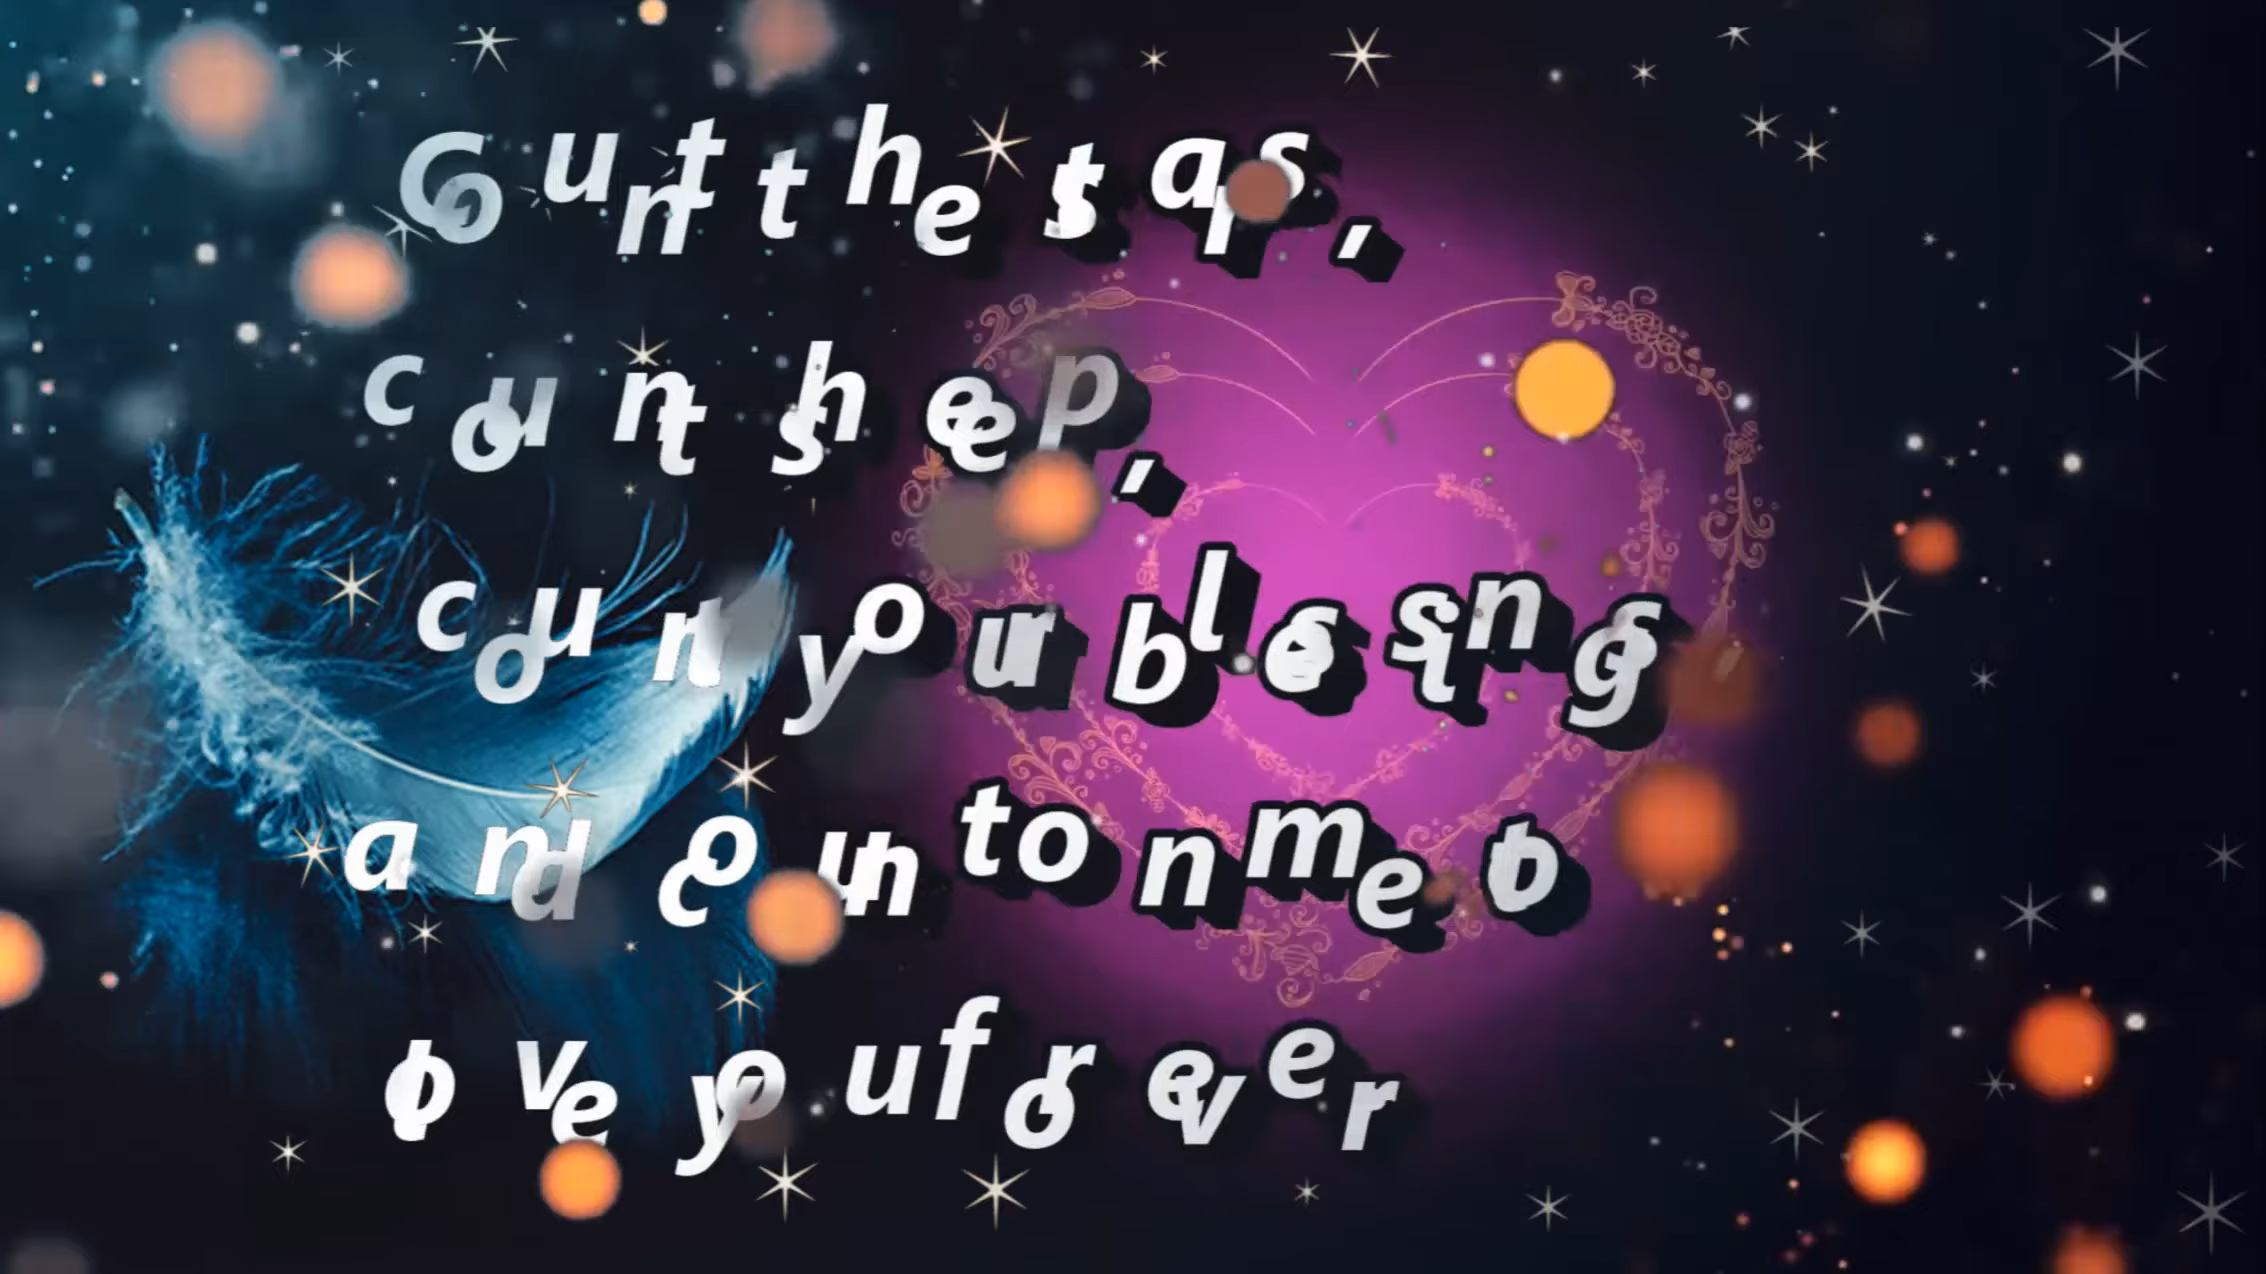 Count the stars,
count sheep,
count your blessings
and count on me to
love you forever